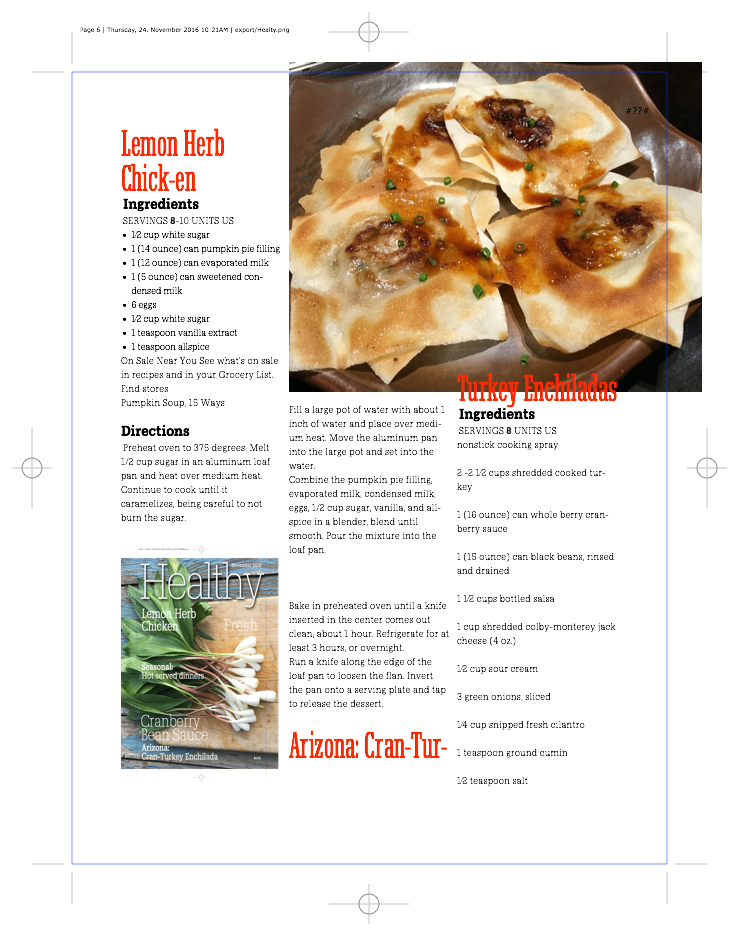 Page 6 | Thursday, 24. November 2016 10:21AM | export/Healty.png
#??#
Lemon Herb
Chick-en
Ingredients
SERVINGS 8-10 UNITS US
• 1/2 cup white sugar
• 1 (14 ounce) can pumpkin pie filling
• 1 (12 ounce) can evaporated milk
• 1 (5 ounce) can sweetened con-
densed milk
• 6 eggs
• 1/2 cup white sugar
• 1 teaspoon vanilla extract
• 1 teaspoon allspice
On Sale Near You See what's on sale
in recipes and in your Grocery List.
Find stores
Pumpkin Soup, 15 Ways
Directions
Preheat oven to 375 degrees. Melt
1/2 cup sugar in an aluminum loaf
pan and heat over medium heat.
Continue to cook until it
caramelizes, being careful to not
burn the sugar.
Healthy
Lemon Herb
Chicken
Fresh
Seasonal:
Hot served dinners
Cranberry
Bean Sauce
Arizona:
Cran-Turkey Enchilada
Fill a large pot of water with about 1
inch of water and place over medi-
um heat. Move the aluminum pan
into the large pot and set into the
water.
Combine the pumpkin pie filling,
evaporated milk, condensed milk,
eggs, 1/2 cup sugar, vanilla, and all-
spice in a blender, blend until
smooth. Pour the mixture into the
loaf pan.
Bake in preheated oven until a knife
inserted in the center comes out
clean, about 1 hour. Refrigerate for at
least 3 hours, or overnight.
Run a knife along the edge of the
loaf pan to loosen the flan. Invert
the pan onto a serving plate and tap
to release the dessert.
Arizona: Cran-Tur-
Turkey Enchiladas
Ingredients
SERVINGS 8 UNITS US
nonstick cooking spray
2 -2 1/2 cups shredded cooked tur-
key
1 (16 ounce) can whole berry cran-
berry sauce
1 (15 ounce) can black beans, rinsed
and drained
1 1/2 cups bottled salsa
1 cup shredded colby-monterey jack
cheese (4 oz.)
1/2 cup sour cream
3 green onions, sliced
1/4 cup snipped fresh cilantro
1 teaspoon ground cumin
1/2 teaspoon salt